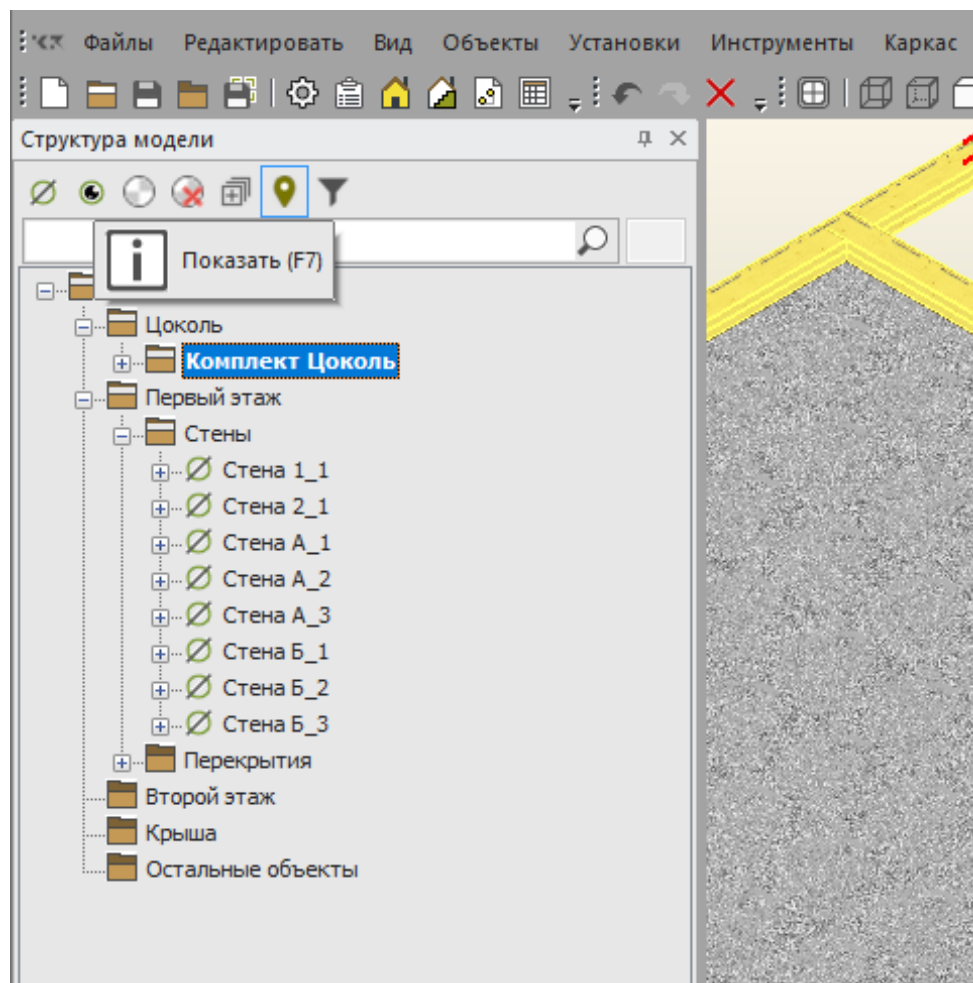 Файлы Редактировать Вид Объекты Установки Инструменты Каркас
Структура модели
Показать (F7)
Цоколь
Комплект Цоколь
Первый этаж
Стены
Стена 1_1
Стена 2_1
Стена А_1
Стена А_2
Стена А_3
Стена Б_1
Стена Б_2
Стена Б_3
Перекрытия
Второй этаж
Крыша
Остальные объекты